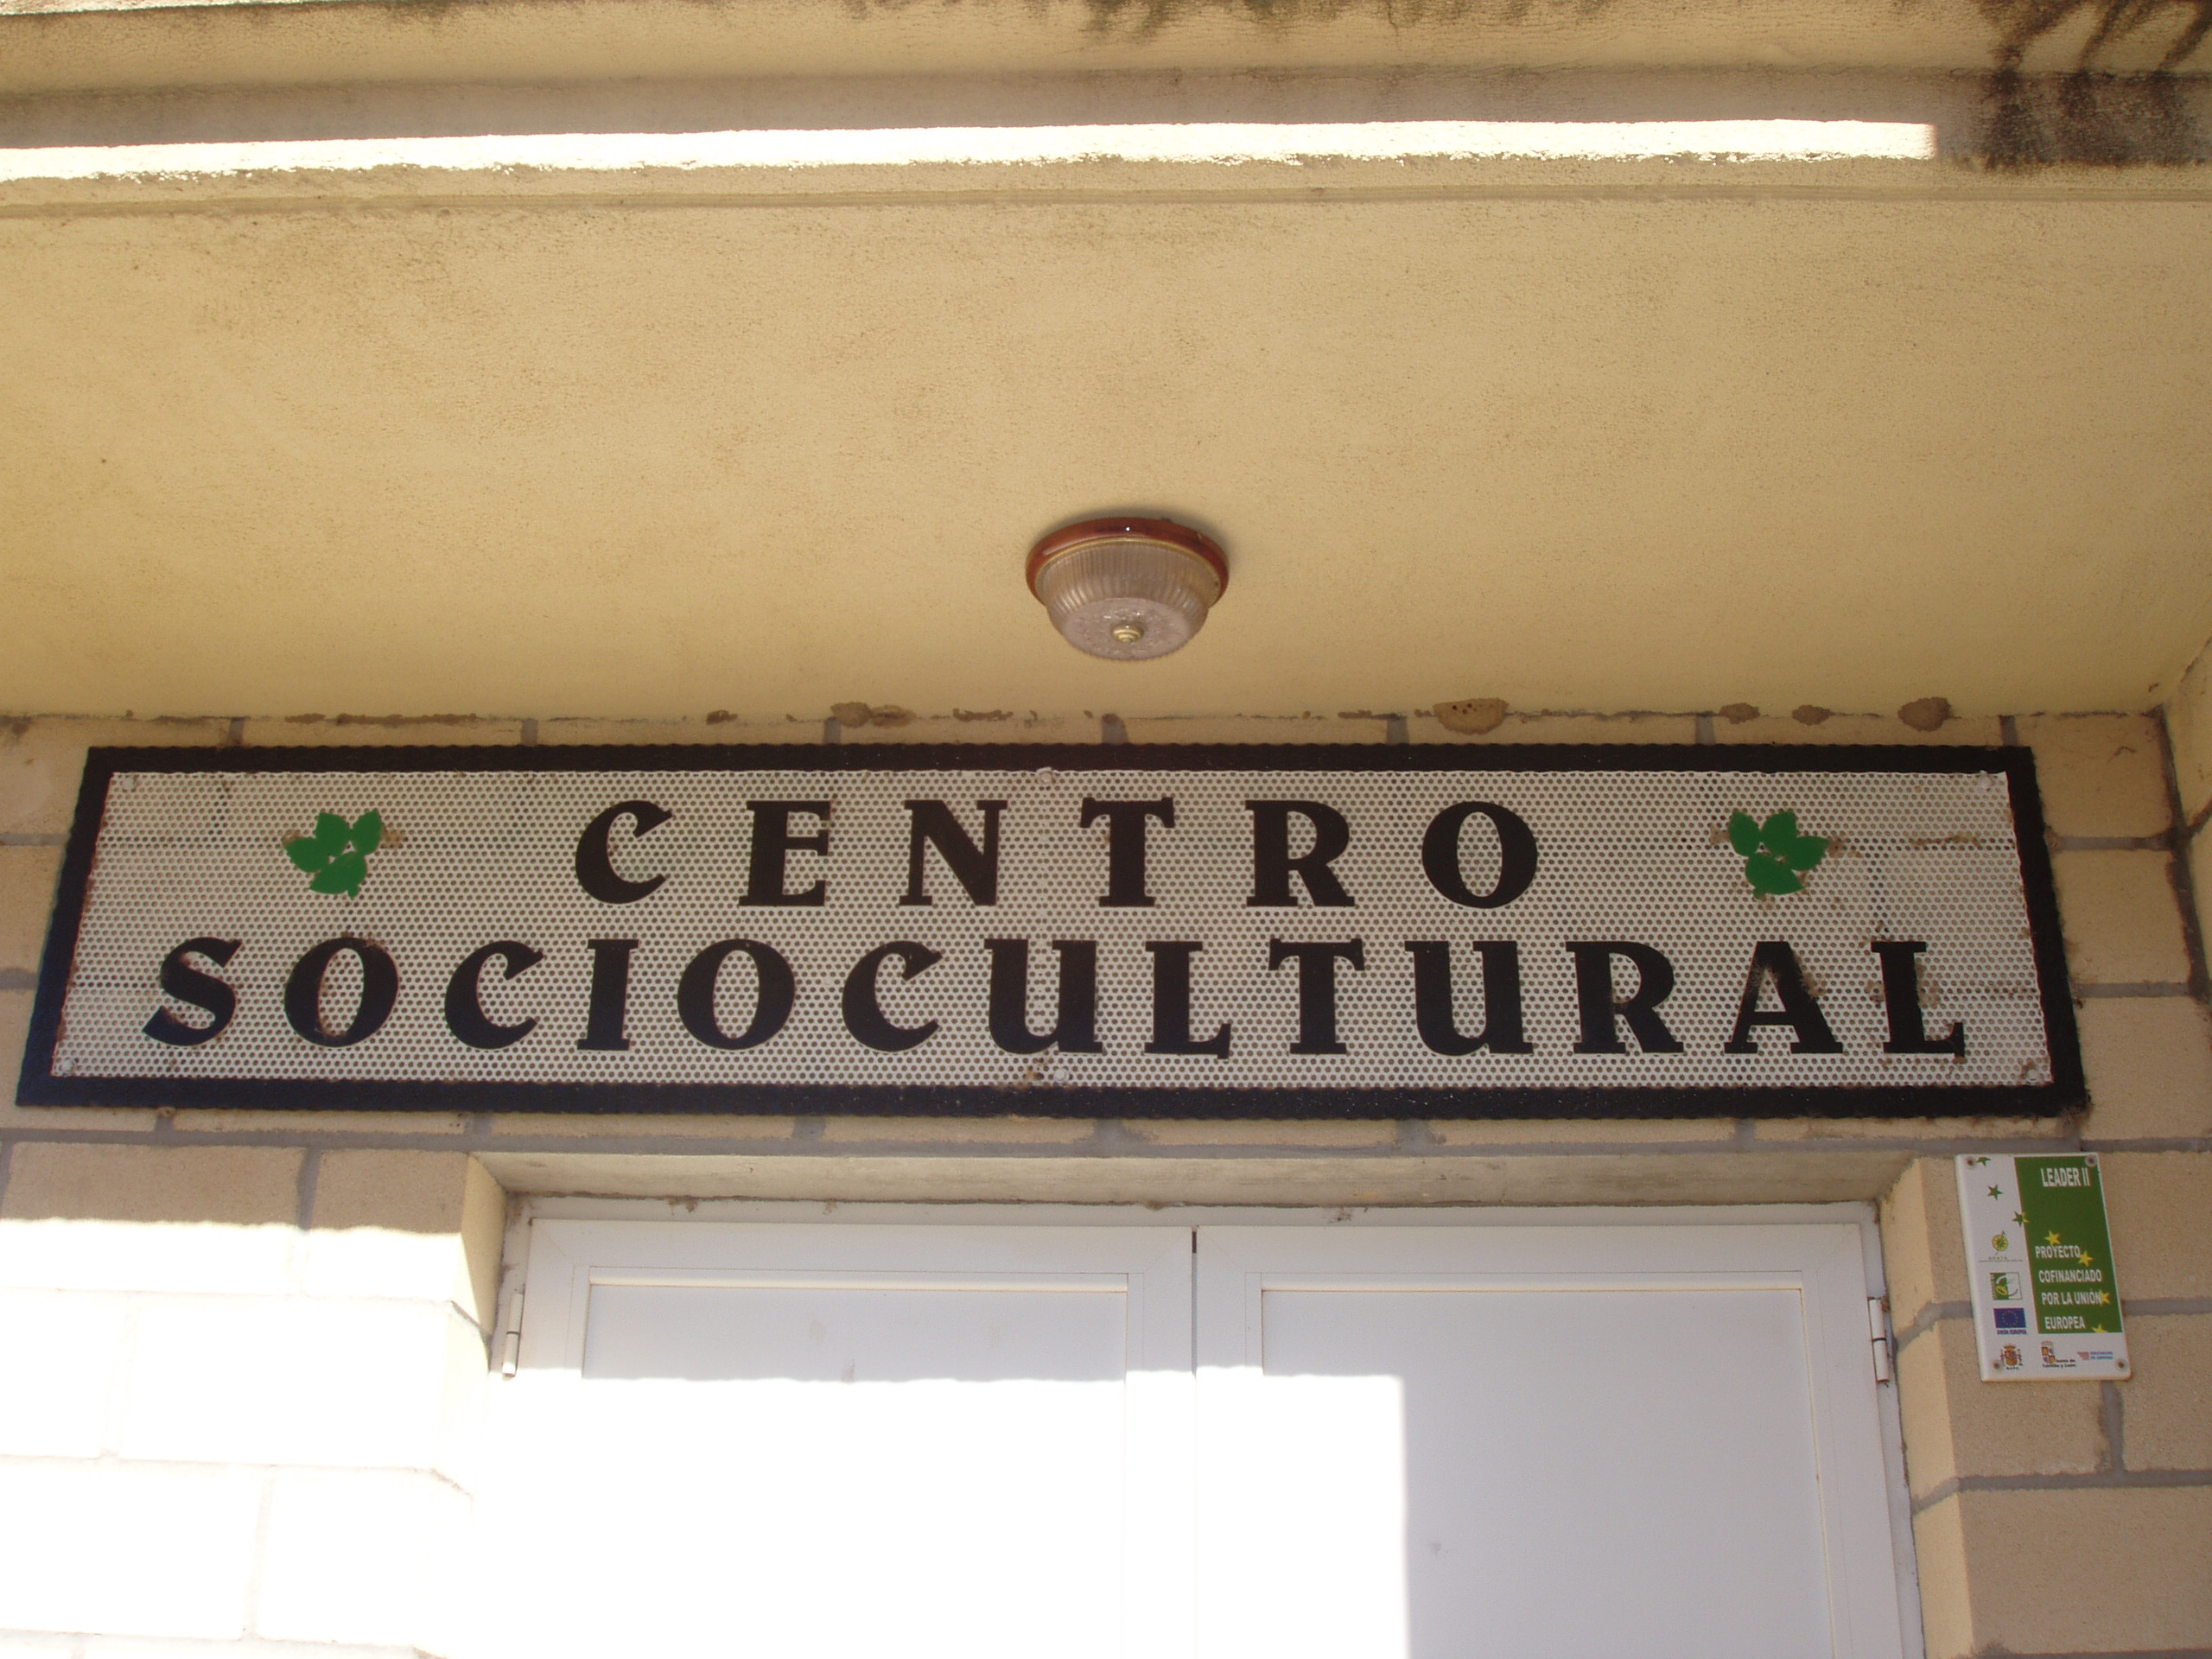 CENTRO
SOCIOCULTURAL
LEADER II
PROYECTO
COFINANCIADO
POR LA UNIÓN
EUROPEA